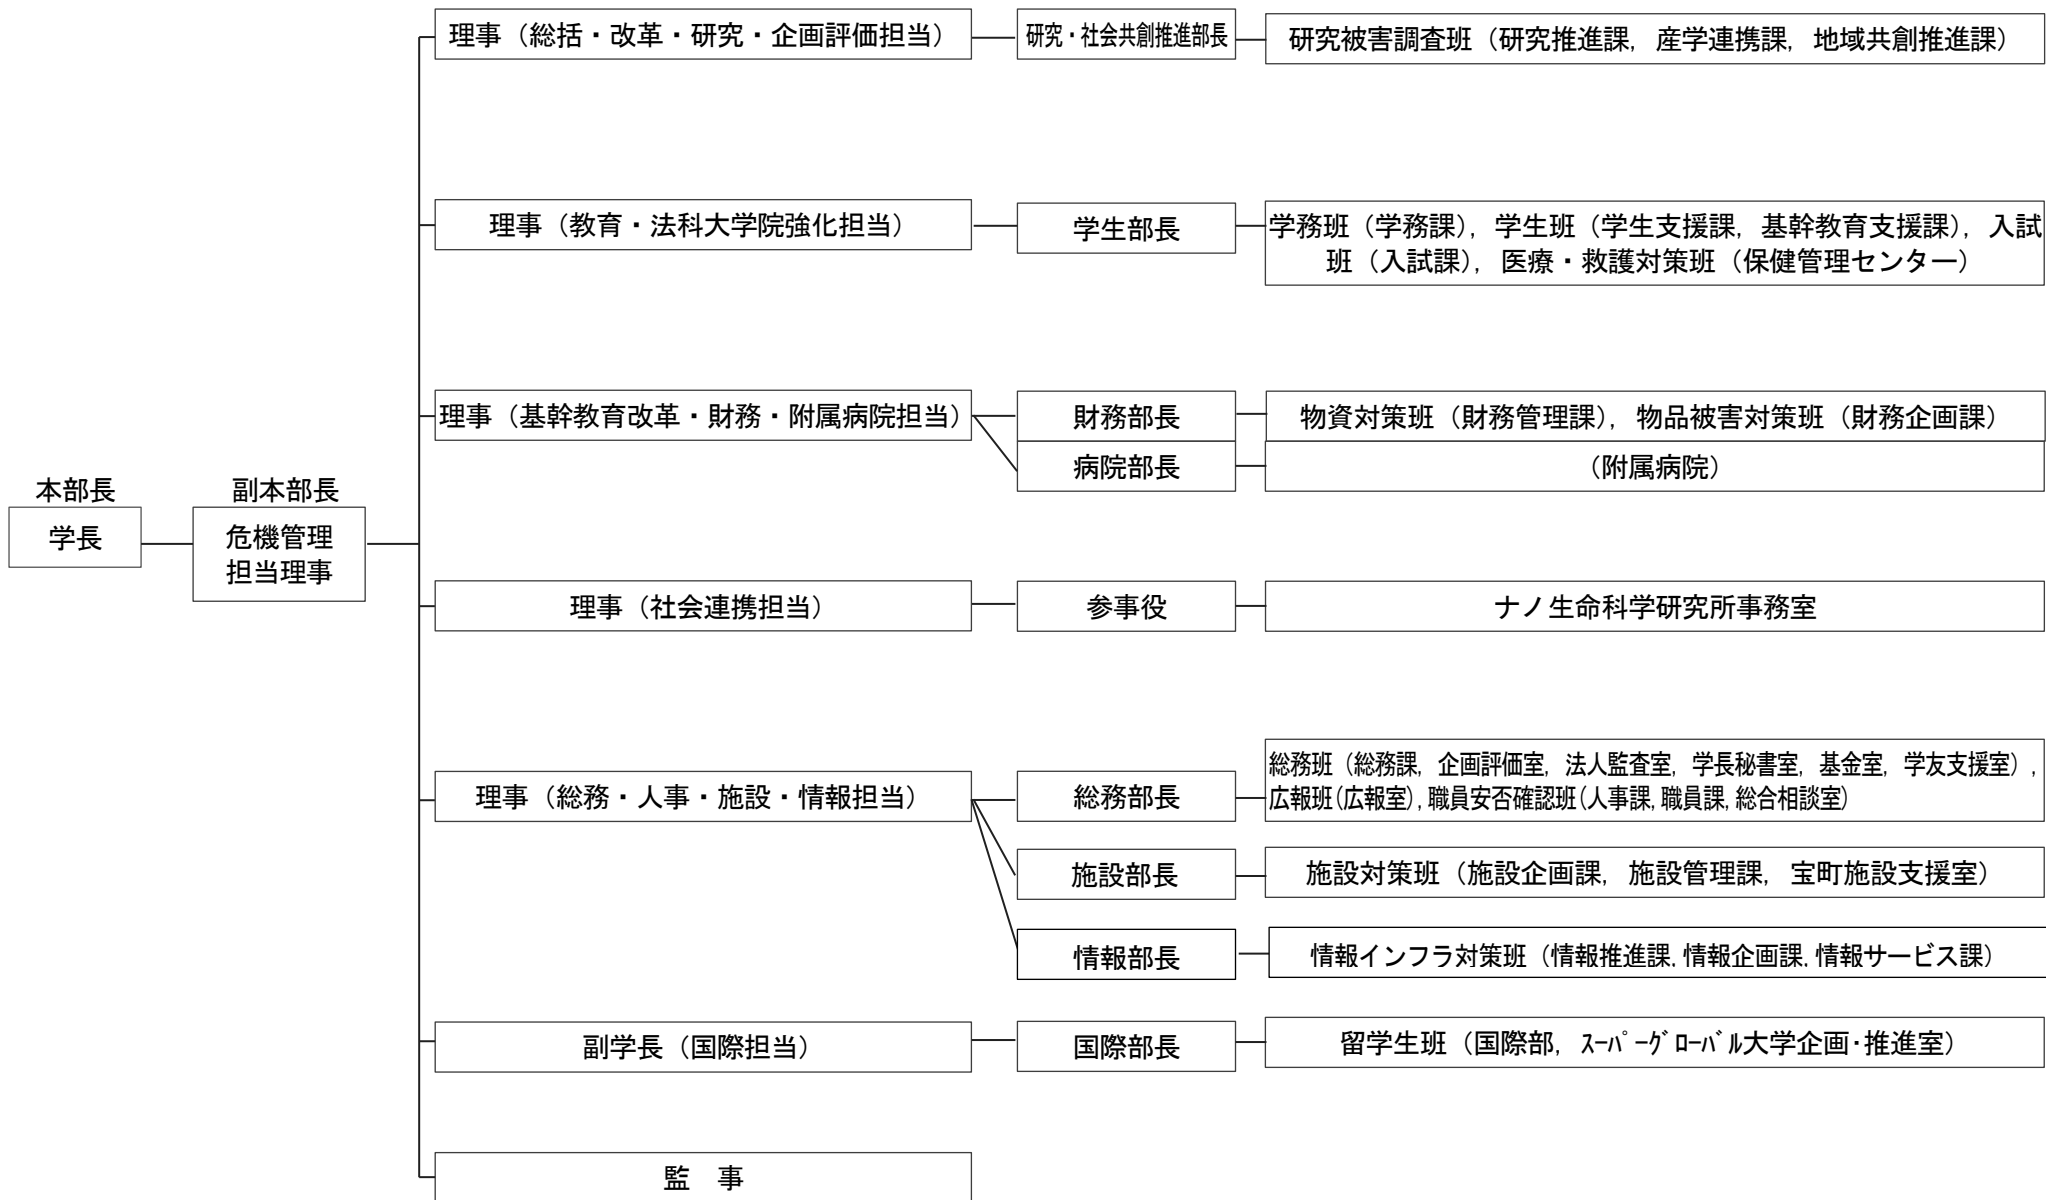 理事（総括・改革・研究・企画評価担当）
研究・社会共創推進部長
研究被害調査班（研究推進課，産学連携課，地域共創推進課）
理事（教育・法科大学院強化担当）
学生部長
学務班（学務課），学生班（学生支援課，基幹教育支援課），入試
班（入試課），医療・救護対策班（保健管理センター）
理事（基幹教育改革・財務・附属病院担当）
財務部長
物資対策班（財務管理課），物品被害対策班（財務企画課）
病院部長
（附属病院）
本部長
学長
副本部長
危機管理
担当理事
理事（社会連携担当）
参事役
ナノ生命科学研究所事務室
理事（総務・人事・施設・情報担当）
総務部長
総務班（総務課，企画評価室，法人監査室，学長秘書室，基金室，学友支援室），
広報班(広報室),職員安否確認班(人事課,職員課,総合相談室)
施設部長
施設対策班（施設企画課，施設管理課，宝町施設支援室）
情報部長
情報インフラ対策班（情報推進課,情報企画課,情報サービス課）
副学長（国際担当）
国際部長
留学生班（国際部，ｽｰﾊﾟｰｸﾞﾛｰﾊﾞﾙ大学企画･推進室）
監　事